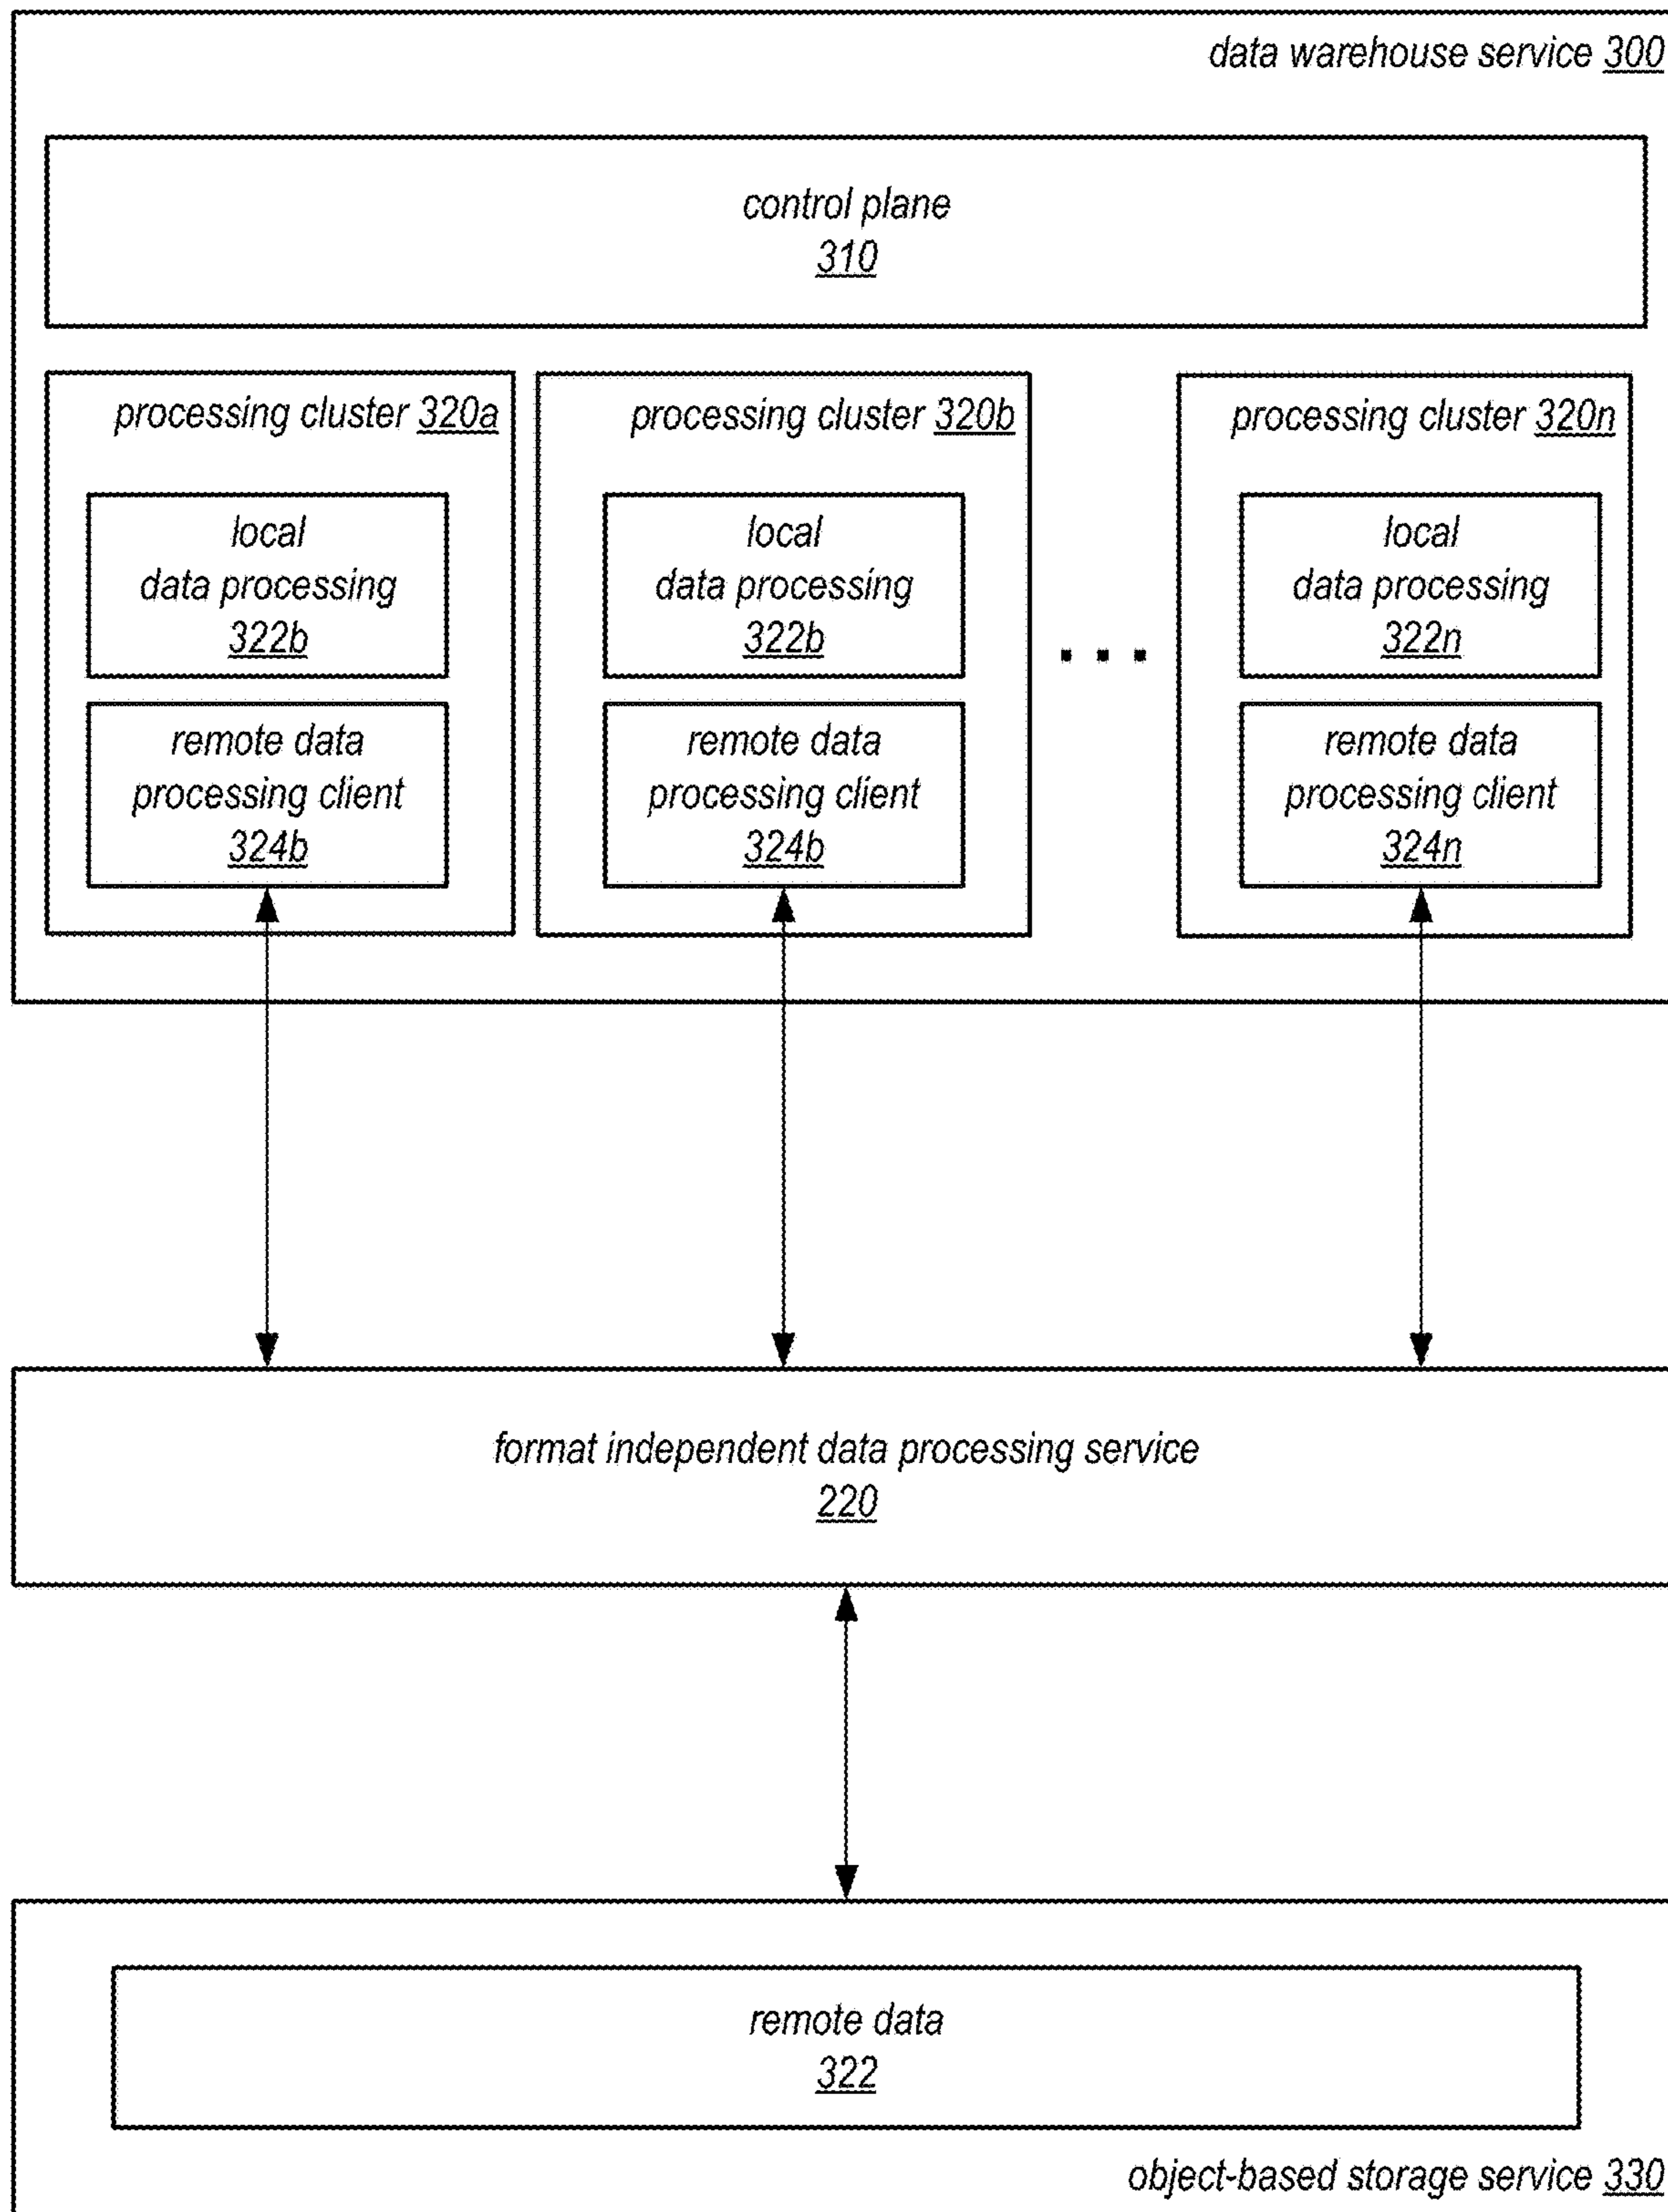 data warehouse service 300
control plane
310
processing cluster 320a
local
data processing
322b
remote data
processing client
324b
processing cluster 320b
local
data processing
322b
remote data
processing client
324b
. . .
processing cluster 320n
local
data processing
322n
remote data
processing client
324n
format independent data processing service
220
remote data
322
object-based storage service 330